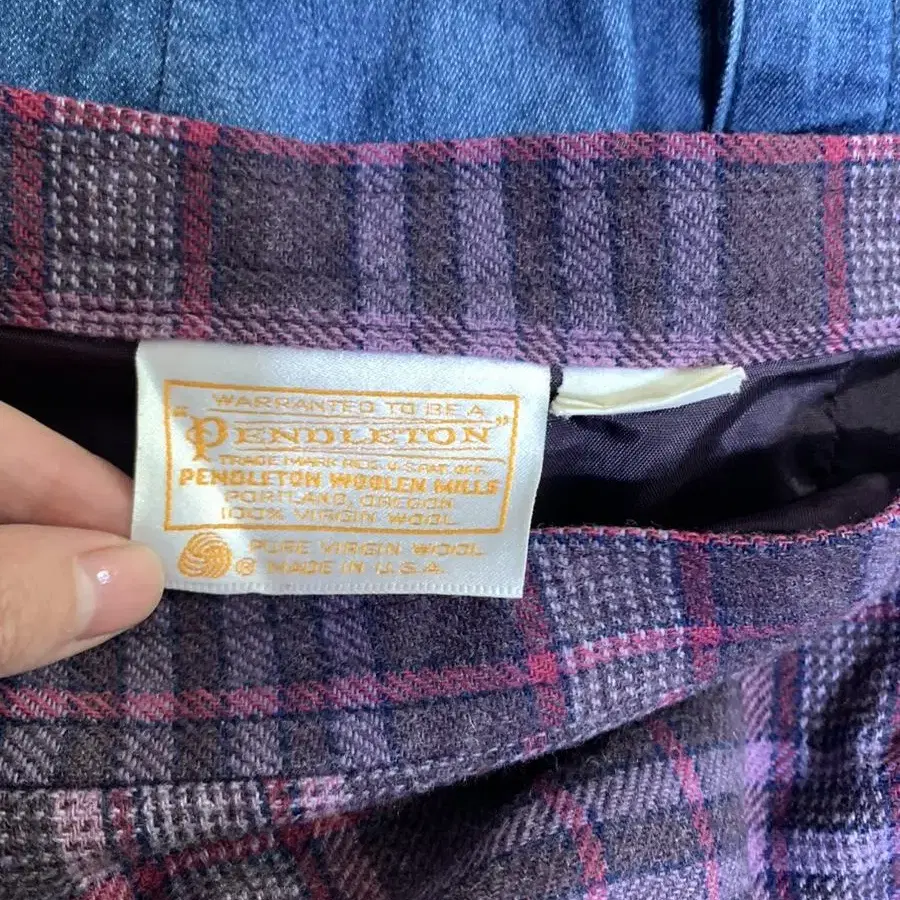 WARRANTED TO BE A
"PENDLETON"
TRADE MARK REG. U.S. PAT. OFF.
PENDLETON WOOLEN MILLS
PORTLAND, OREGON
100% VIRGIN WOOL
PURE VIRGIN WOOL
® MADE IN U.S.A.